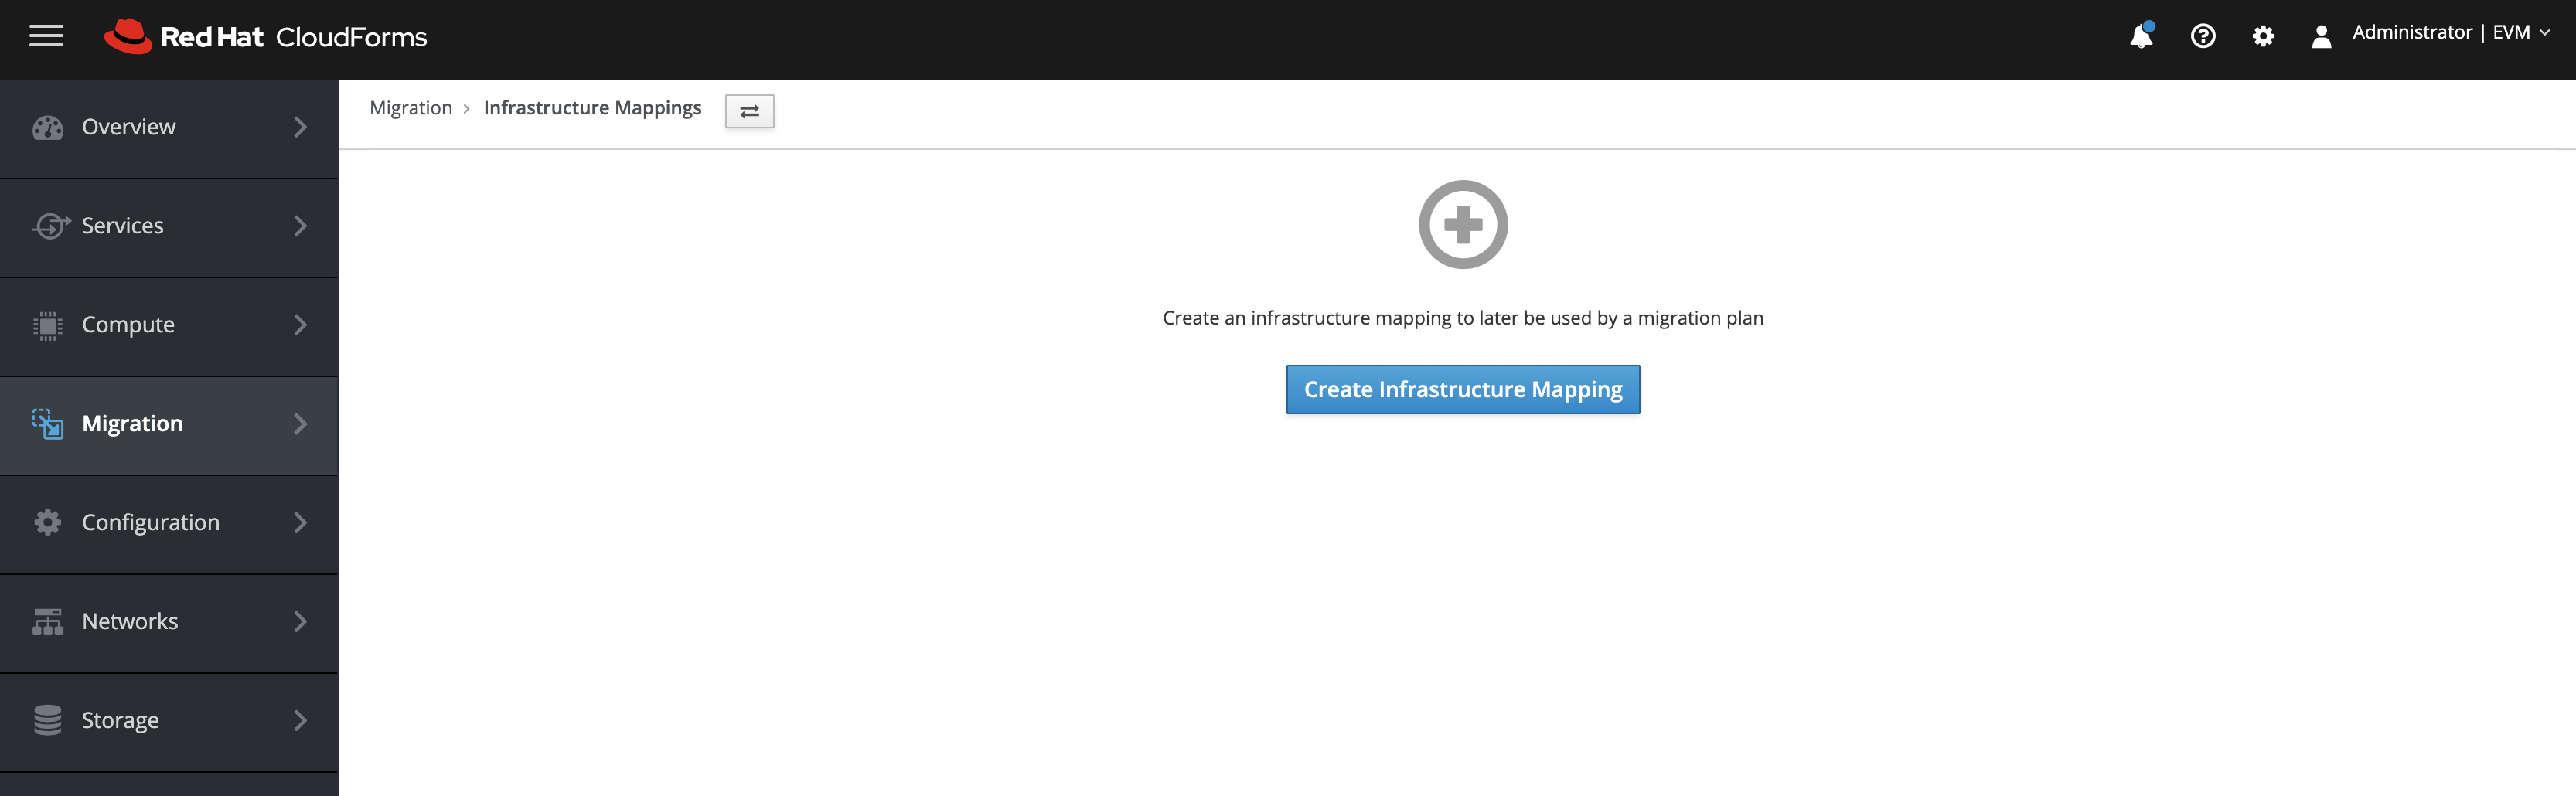 Red Hat CloudForms
Administrator | EVM
Overview
Services
Compute
Migration
Configuration
Networks
Storage
Migration > Infrastructure Mappings
Create an infrastructure mapping to later be used by a migration plan
Create Infrastructure Mapping